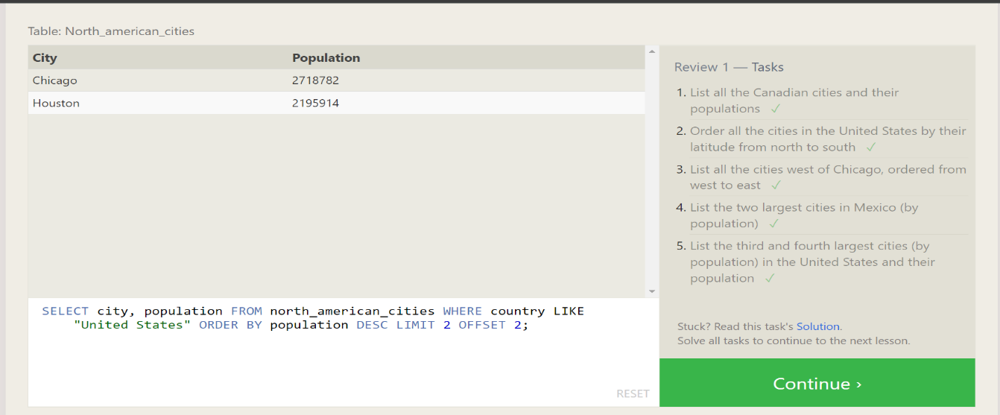 Table: North_american_cities
City Population
Chicago 2718782
Houston 2195914
SELECT city, population FROM north_american_cities WHERE country LIKE
"United States" ORDER BY population DESC LIMIT 2 OFFSET 2;
RESET
Review 1 — Tasks
1. List all the Canadian cities and their
populations ✓
2. Order all the cities in the United States by their
latitude from north to south ✓
3. List all the cities west of Chicago, ordered from
west to east ✓
4. List the two largest cities in Mexico (by
population) ✓
5. List the third and fourth largest cities (by
population) in the United States and their
population ✓
Stuck? Read this task's Solution.
Solve all tasks to continue to the next lesson.
Continue ›